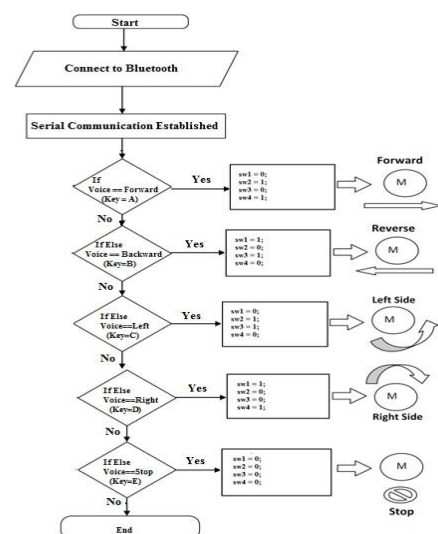 Start
Connect to Bluetooth
Serial Communication Established
If
Voice == Forward
(Key = A)
Yes
sw1 = 0;
sw2 = 1;
sw3 = 0;
sw4 = 1;
Forward
M
No
If Else
Voice == Backward
(Key=B)
Yes
sw1 = 1;
sw2 = 0;
sw3 = 1;
sw4 = 0;
Reverse
M
No
If Else
Voice==Left
(Key=C)
Yes
sw1 = 0;
sw2 = 1;
sw3 = 1;
sw4 = 0;
Left Side
M
No
If Else
Voice==Right
(Key=D)
Yes
sw1 = 1;
sw2 = 0;
sw3 = 0;
sw4 = 1;
M
Right Side
No
If Else
Voice==Stop
(Key=E)
Yes
sw1 = 0;
sw2 = 0;
sw3 = 0;
sw4 = 0;
M
Stop
No
End